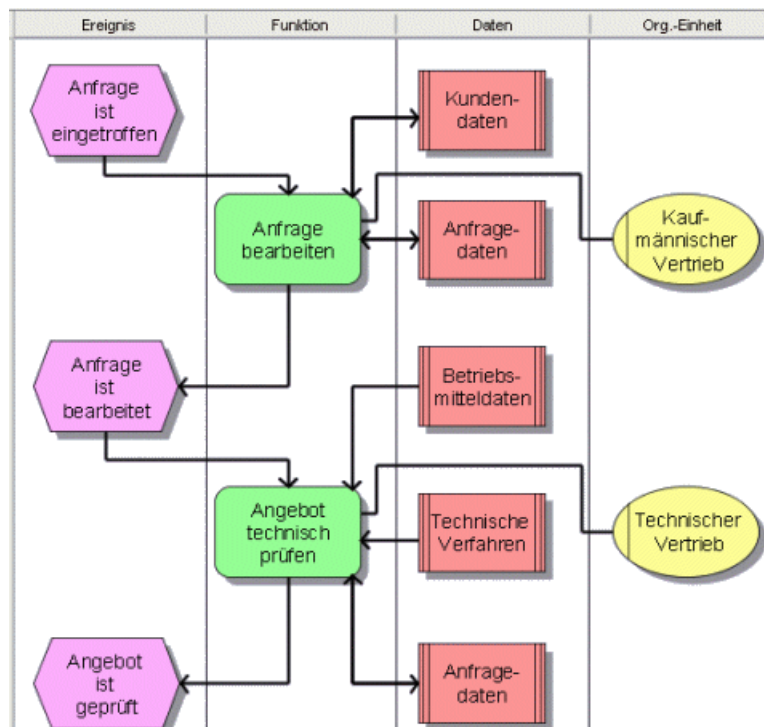 Ereignis
Funktion
Daten
Org.-Einheit
Anfrage
ist
eingetroffen
Kunden-
daten
Anfrage
bearbeiten
Anfrage-
daten
Kauf-
männischer
Vertrieb
Anfrage
ist
bearbeitet
Betriebs-
mitteldaten
Angebot
technisch
prüfen
Technische
Verfahren
Technischer
Vertrieb
Angebot
ist
geprüft
Anfrage-
daten